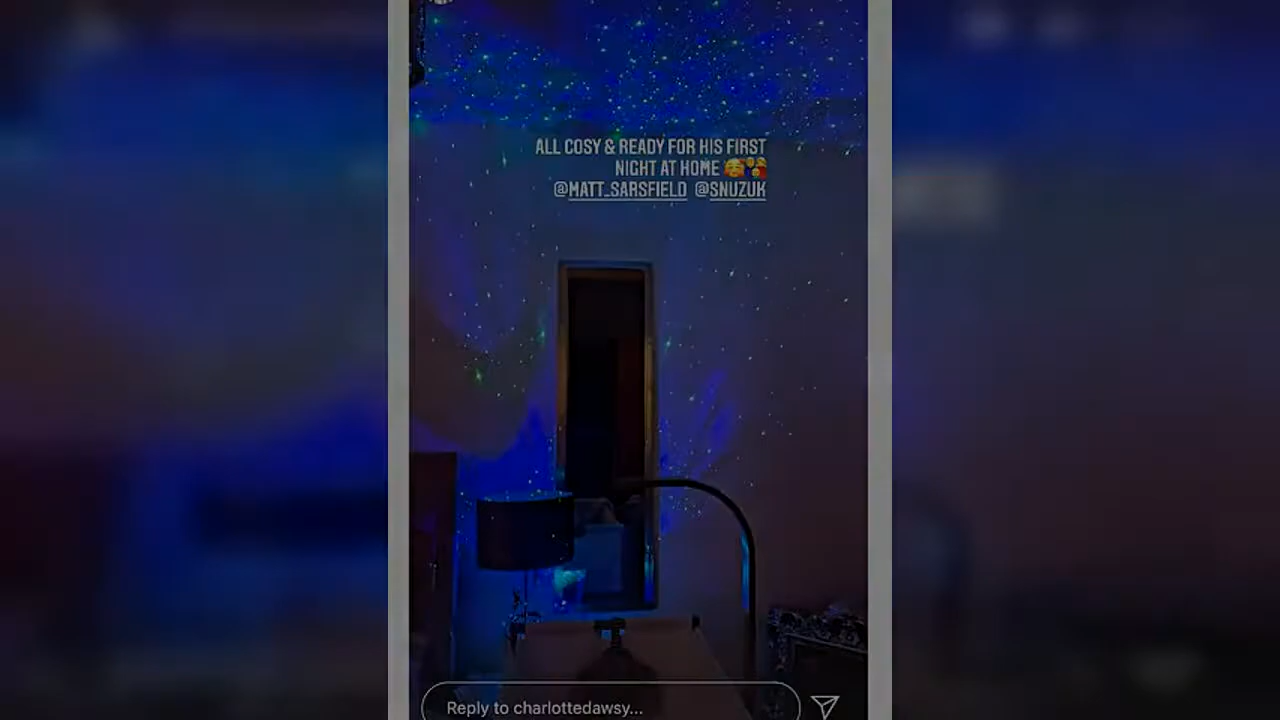 ALL COSY & READY FOR HIS FIRST
NIGHT AT HOME 🥰👨‍👩‍👦
@MATT_SARSFIELD @SNUZUK
Reply to charlottedawsy...